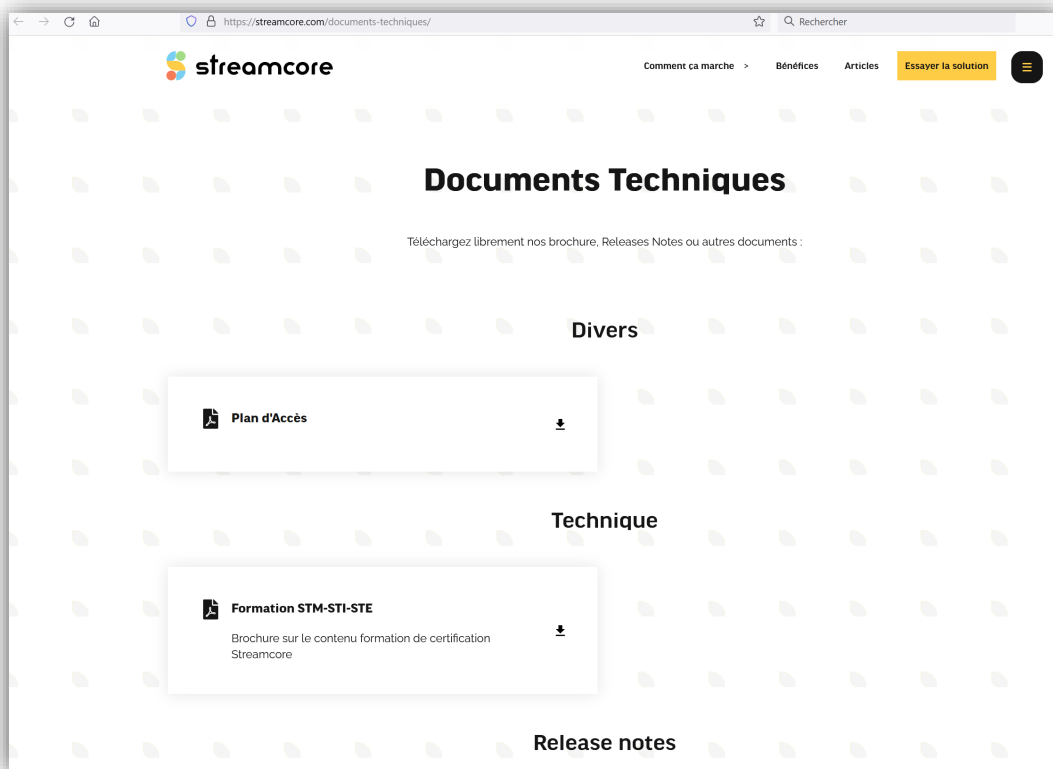 https://streamcore.com/documents-techniques/
Rechercher
streamcore
Comment ça marche >
Bénéfices
Articles
Essayer la solution
Documents Techniques
Téléchargez librement nos brochure, Releases Notes ou autres documents :
Divers
Plan d'Accès
Technique
Formation STM-STI-STE
Brochure sur le contenu formation de certification
Streamcore
Release notes